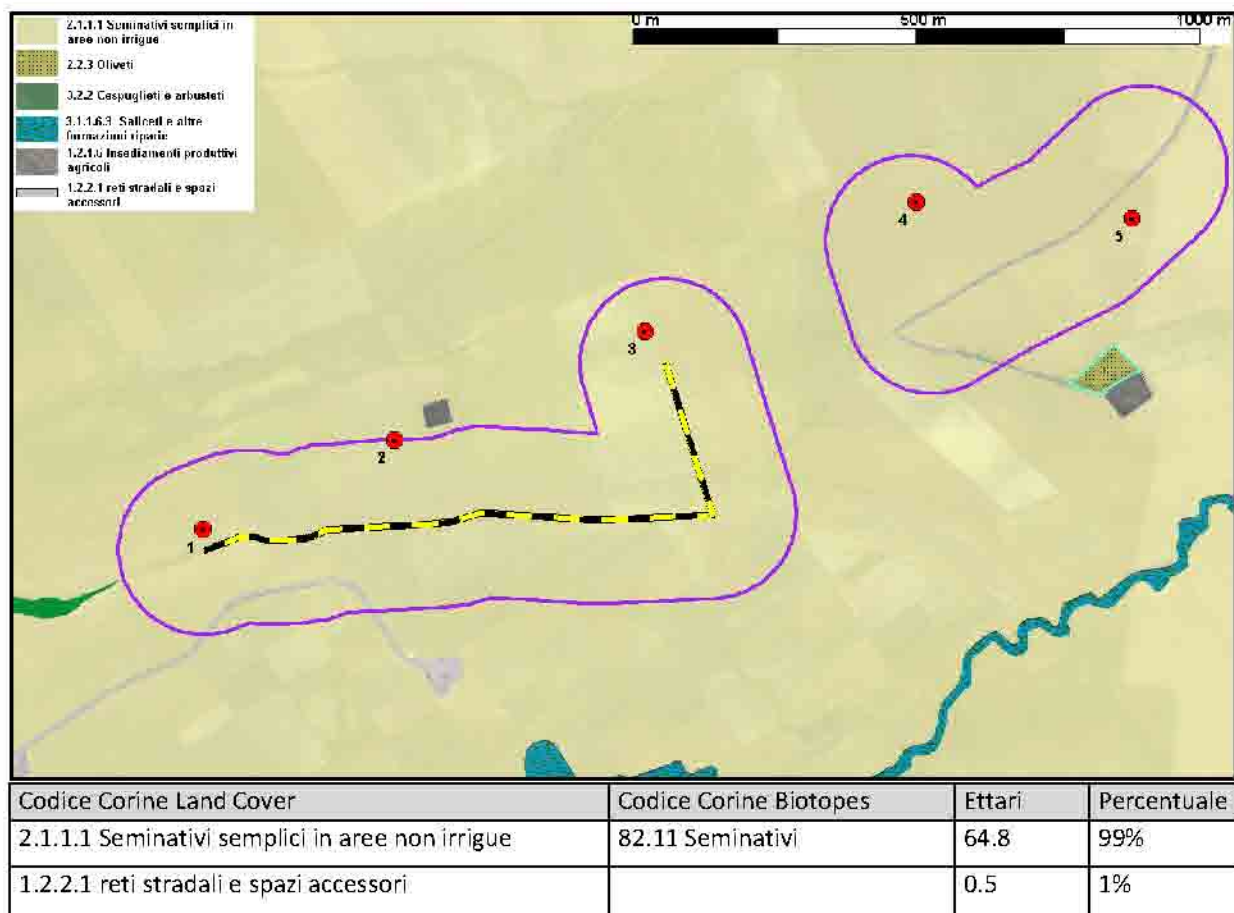 2.1.1.1 Seminativi semplici in
aree non irrigue
2.2.3 Oliveti
3.2.2 Cespuglieti e arbusteti
3.1.1.6.3 Saliceti e altre
formazioni riparie
1.2.1.6 Insediamenti produttivi
agricoli
1.2.2.1 reti stradali e spazi
accessori
0 m 500 m 1000 m
4
5
3
2
1
Codice Corine Land Cover Codice Corine Biotopes Ettari Percentuale
2.1.1.1 Seminativi semplici in aree non irrigue 82.11 Seminativi 64.8 99%
1.2.2.1 reti stradali e spazi accessori 0.5 1%